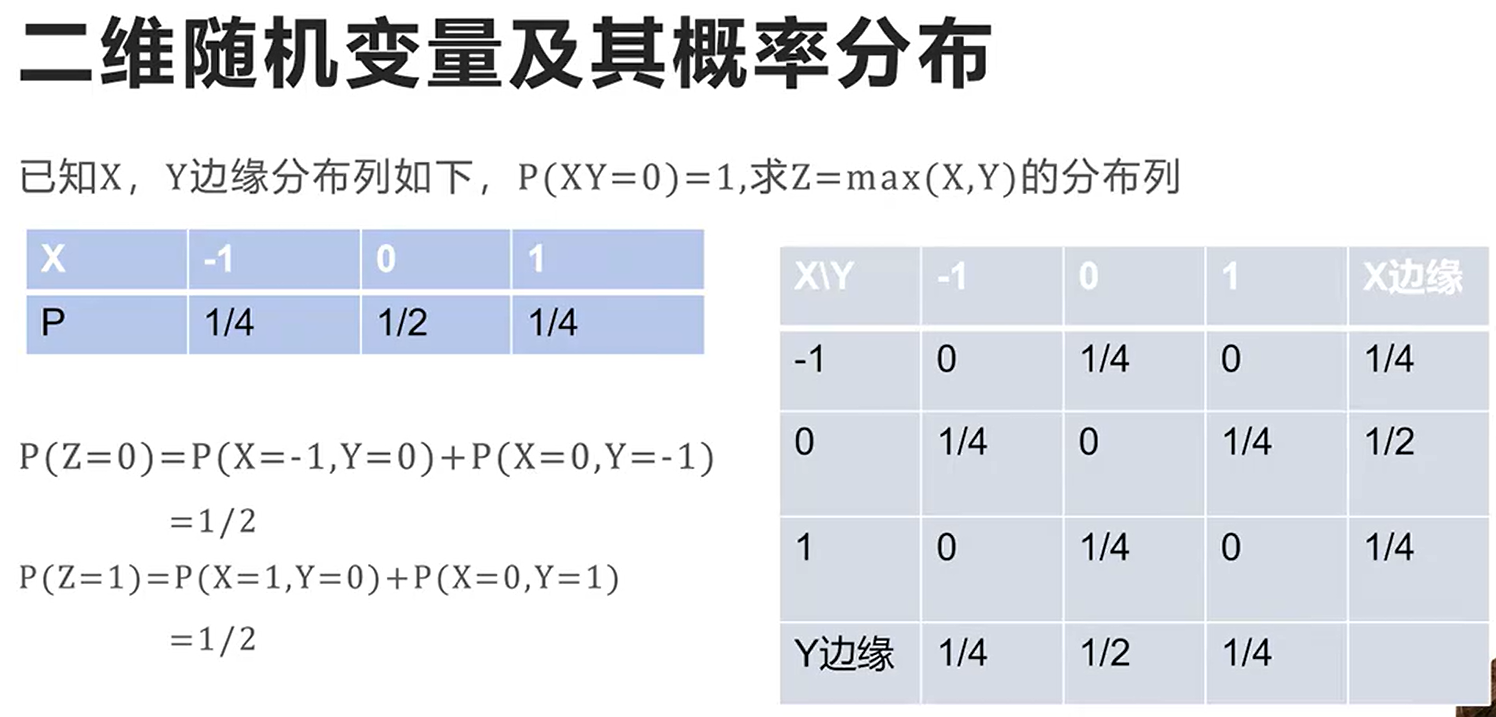 二维随机变量及其概率分布
已知X，Y边缘分布列如下，P(XY=0)=1,求Z=max(X,Y)的分布列
X -1 0 1
P 1/4 1/2 1/4
P(Z=0)=P(X=-1,Y=0)+P(X=0,Y=-1)
=1/2
P(Z=1)=P(X=1,Y=0)+P(X=0,Y=1)
=1/2
X\Y -1 0 1 X边缘
-1 0 1/4 0 1/4
0 1/4 0 1/4 1/2
1 0 1/4 0 1/4
Y边缘 1/4 1/2 1/4